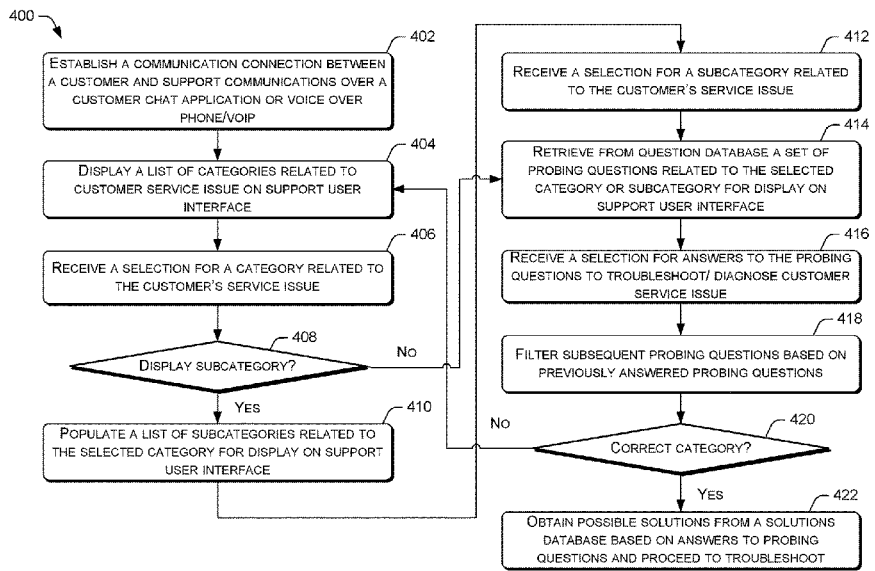 400
402
ESTABLISH A COMMUNICATION CONNECTION BETWEEN
A CUSTOMER AND SUPPORT COMMUNICATIONS OVER A
CUSTOMER CHAT APPLICATION OR VOICE OVER
PHONE/VOIP
404
DISPLAY A LIST OF CATEGORIES RELATED TO
CUSTOMER SERVICE ISSUE ON SUPPORT USER
INTERFACE
406
RECEIVE A SELECTION FOR A CATEGORY RELATED TO
THE CUSTOMER'S SERVICE ISSUE
408
DISPLAY SUBCATEGORY?
NO
YES
410
POPULATE A LIST OF SUBCATEGORIES RELATED TO
THE SELECTED CATEGORY FOR DISPLAY ON SUPPORT
USER INTERFACE
412
RECEIVE A SELECTION FOR A SUBCATEGORY RELATED
TO THE CUSTOMER'S SERVICE ISSUE
414
RETRIEVE FROM QUESTION DATABASE A SET OF
PROBING QUESTIONS RELATED TO THE SELECTED
CATEGORY OR SUBCATEGORY FOR DISPLAY ON
SUPPORT USER INTERFACE
416
RECEIVE A SELECTION FOR ANSWERS TO THE PROBING
QUESTIONS TO TROUBLESHOOT/ DIAGNOSE CUSTOMER
SERVICE ISSUE
418
FILTER SUBSEQUENT PROBING QUESTIONS BASED ON
PREVIOUSLY ANSWERED PROBING QUESTIONS
420
CORRECT CATEGORY?
NO
YES
422
OBTAIN POSSIBLE SOLUTIONS FROM A SOLUTIONS
DATABASE BASED ON ANSWERS TO PROBING
QUESTIONS AND PROCEED TO TROUBLESHOOT